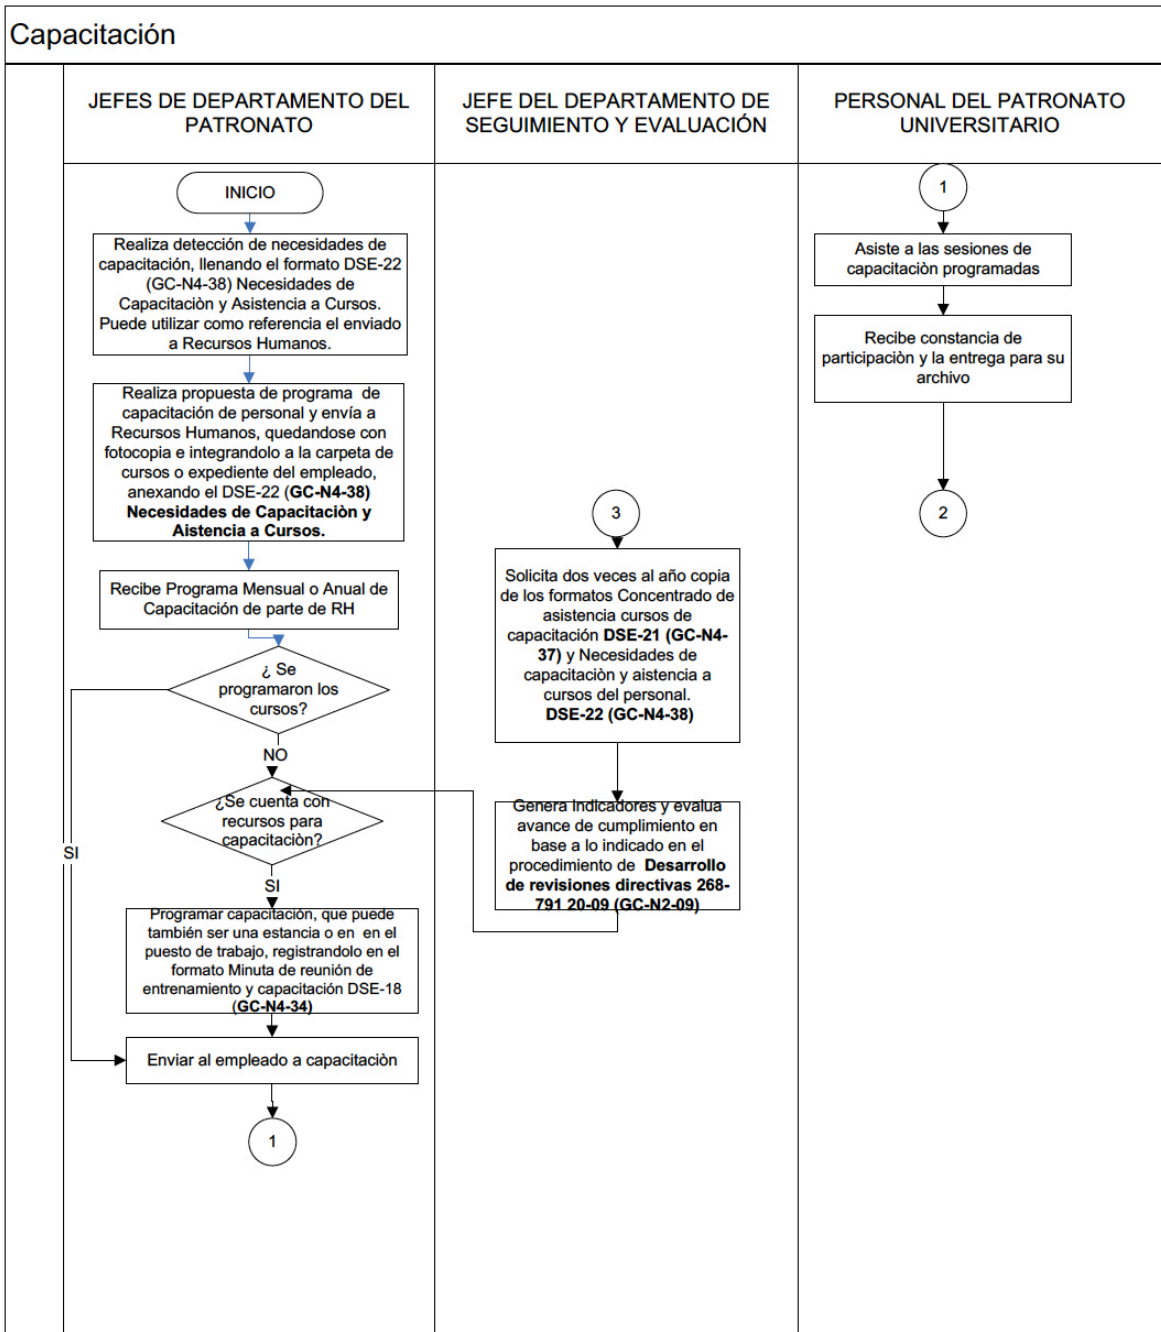 Capacitación
JEFES DE DEPARTAMENTO DEL
PATRONATO
JEFE DEL DEPARTAMENTO DE
SEGUIMIENTO Y EVALUACIÓN
PERSONAL DEL PATRONATO
UNIVERSITARIO
INICIO
Realiza detección de necesidades de
capacitación, llenando el formato DSE-22
(GC-N4-38) Necesidades de
Capacitaciòn y Asistencia a Cursos.
Puede utilizar como referencia el enviado
a Recursos Humanos.
Realiza propuesta de programa de
capacitación de personal y envía a
Recursos Humanos, quedandose con
fotocopia e integrandolo a la carpeta de
cursos o expediente del empleado,
anexando el DSE-22 (GC-N4-38)
Necesidades de Capacitaciòn y
Aistencia a Cursos.
Recibe Programa Mensual o Anual de
Capacitación de parte de RH
¿ Se
programaron los
cursos?
NO
¿Se cuenta con
recursos para
capacitaciòn?
SI
SI
Programar capacitación, que puede
también ser una estancia o en en el
puesto de trabajo, registrandolo en el
formato Minuta de reunión de
entrenamiento y capacitación DSE-18
(GC-N4-34)
Enviar al empleado a capacitaciòn
1
3
Solicita dos veces al año copia
de los formatos Concentrado de
asistencia cursos de
capacitación DSE-21 (GC-N4-
37) y Necesidades de
capacitaciòn y aistencia a
cursos del personal.
DSE-22 (GC-N4-38)
Genera Indicadores y evalua
avance de cumplimiento en
base a lo indicado en el
procedimiento de Desarrollo
de revisiones directivas 268-
791 20-09 (GC-N2-09)
1
Asiste a las sesiones de
capacitaciòn programadas
Recibe constancia de
participaciòn y la entrega para su
archivo
2